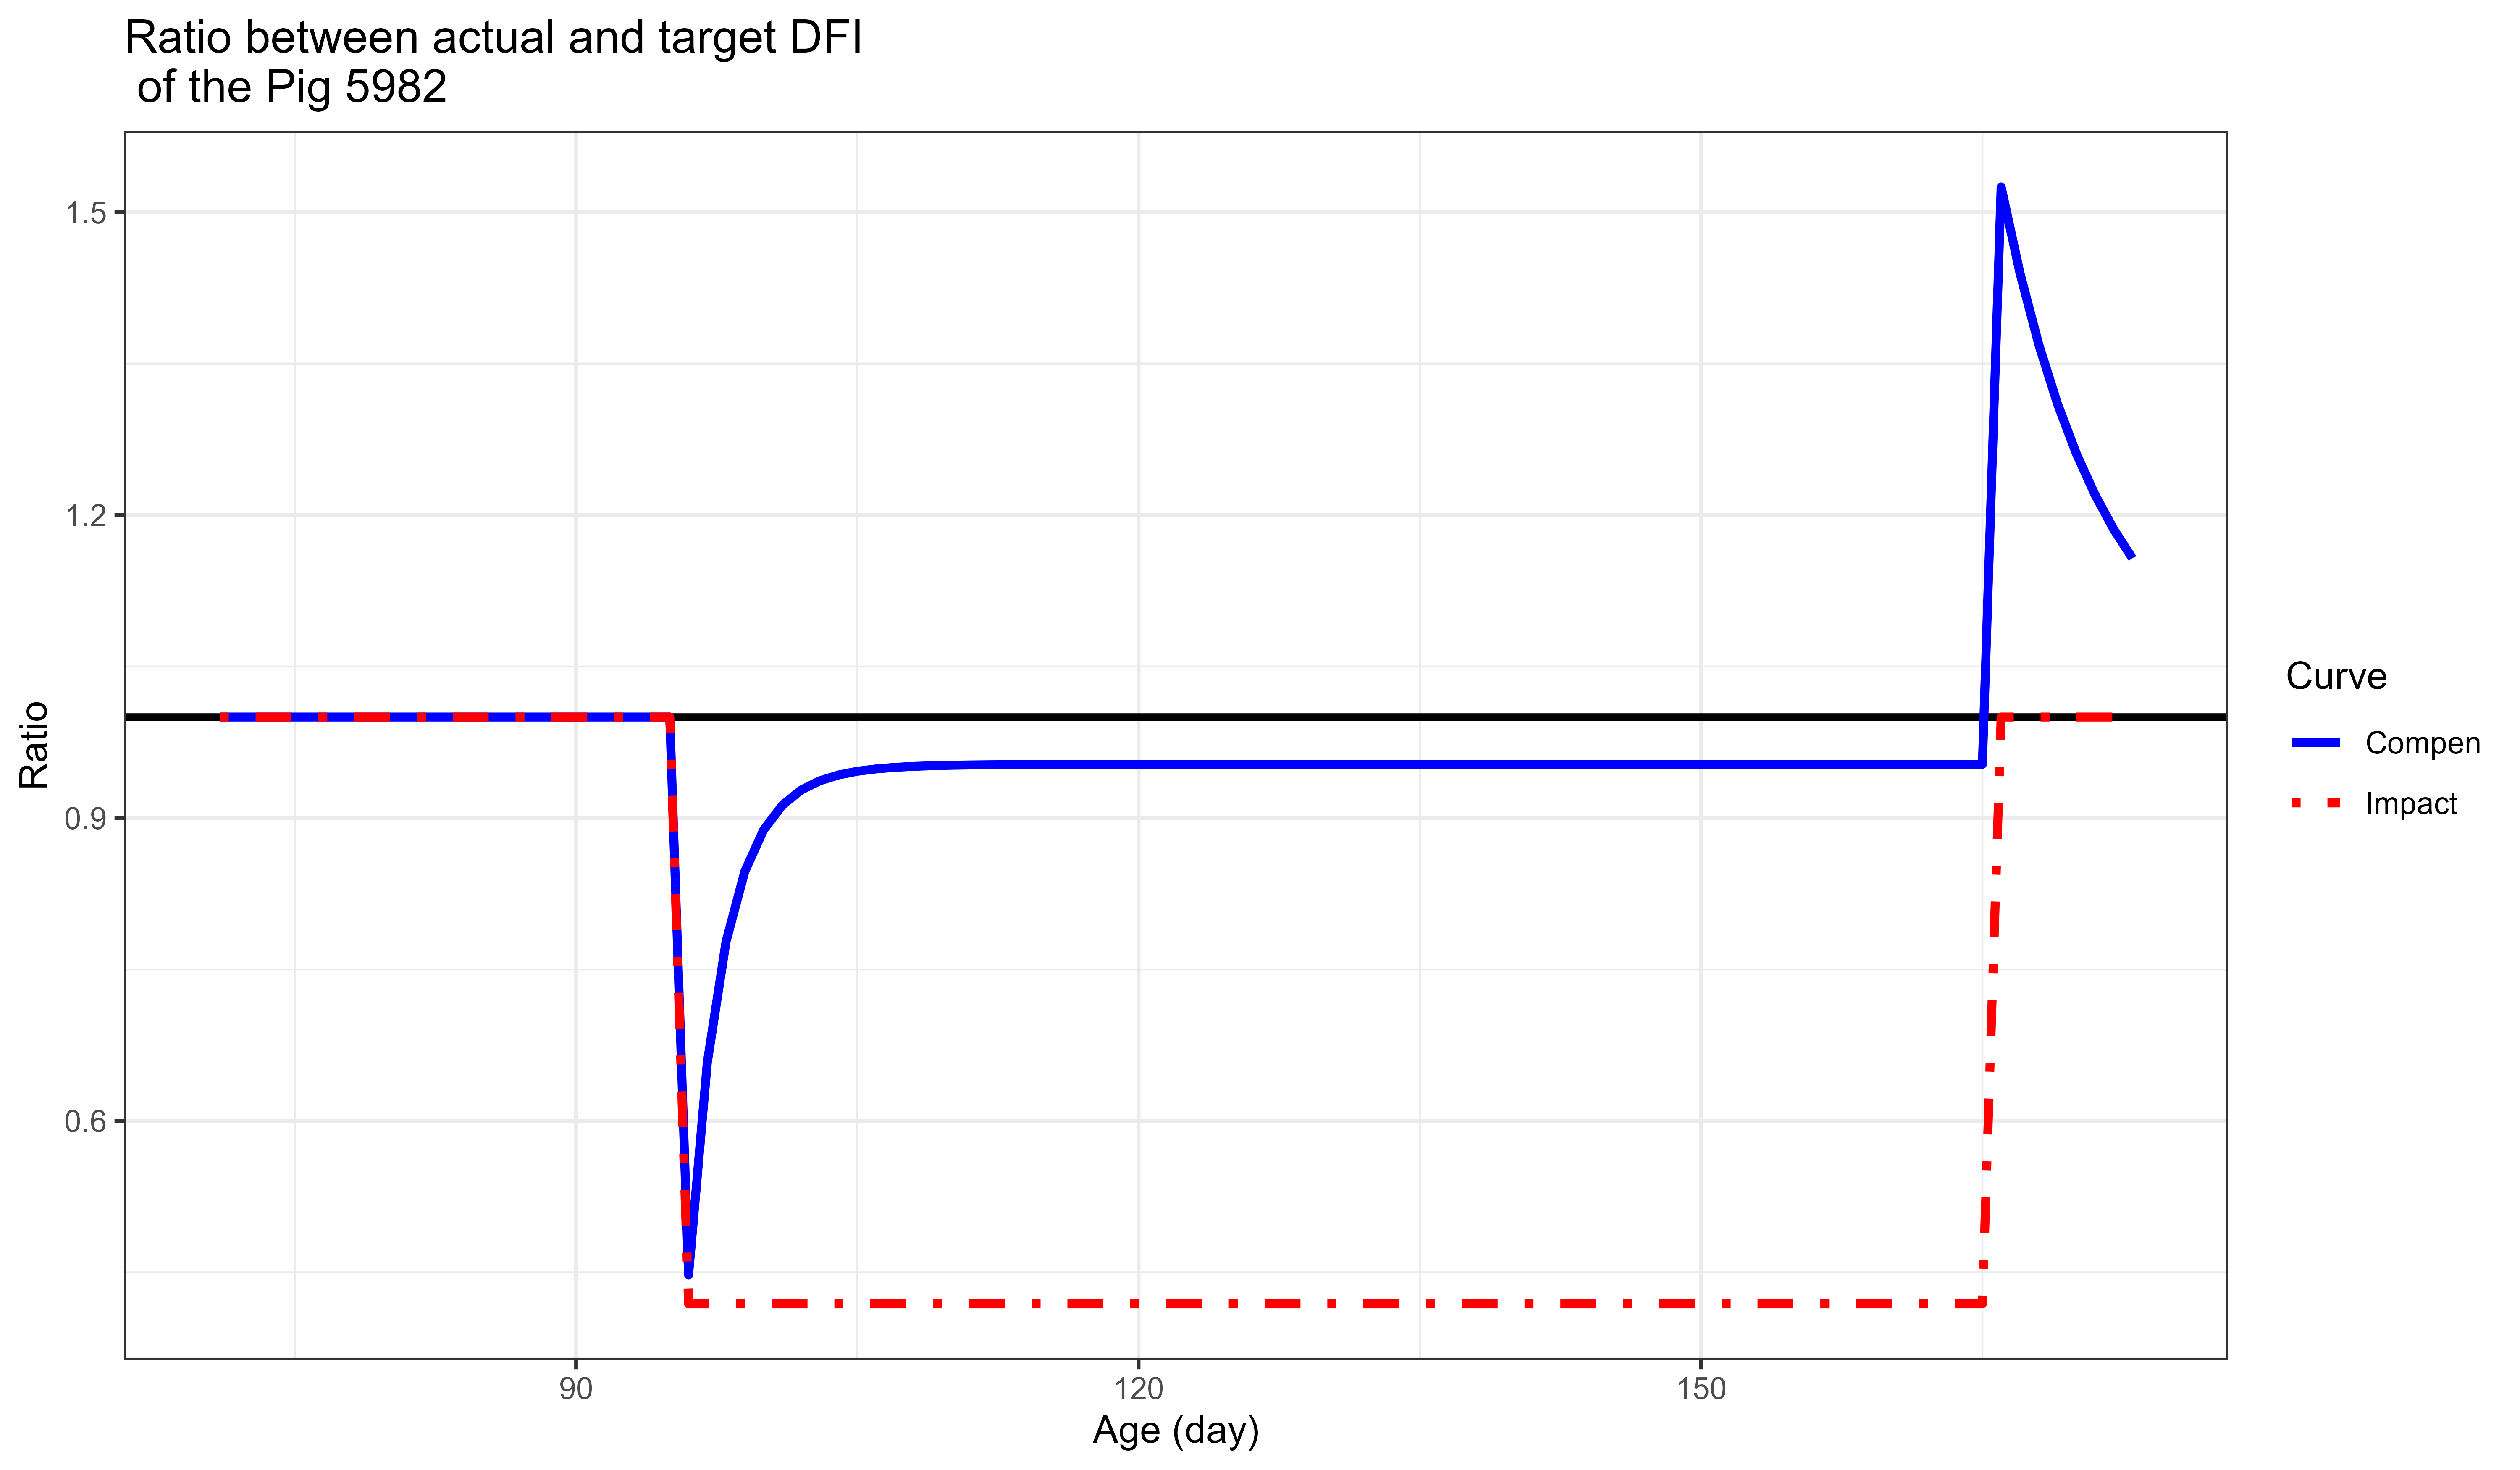 Ratio between actual and target DFI
of the Pig 5982
1.5
1.2
0.9
0.6
Ratio
90
120
150
Age (day)
Curve
Compen
Impact